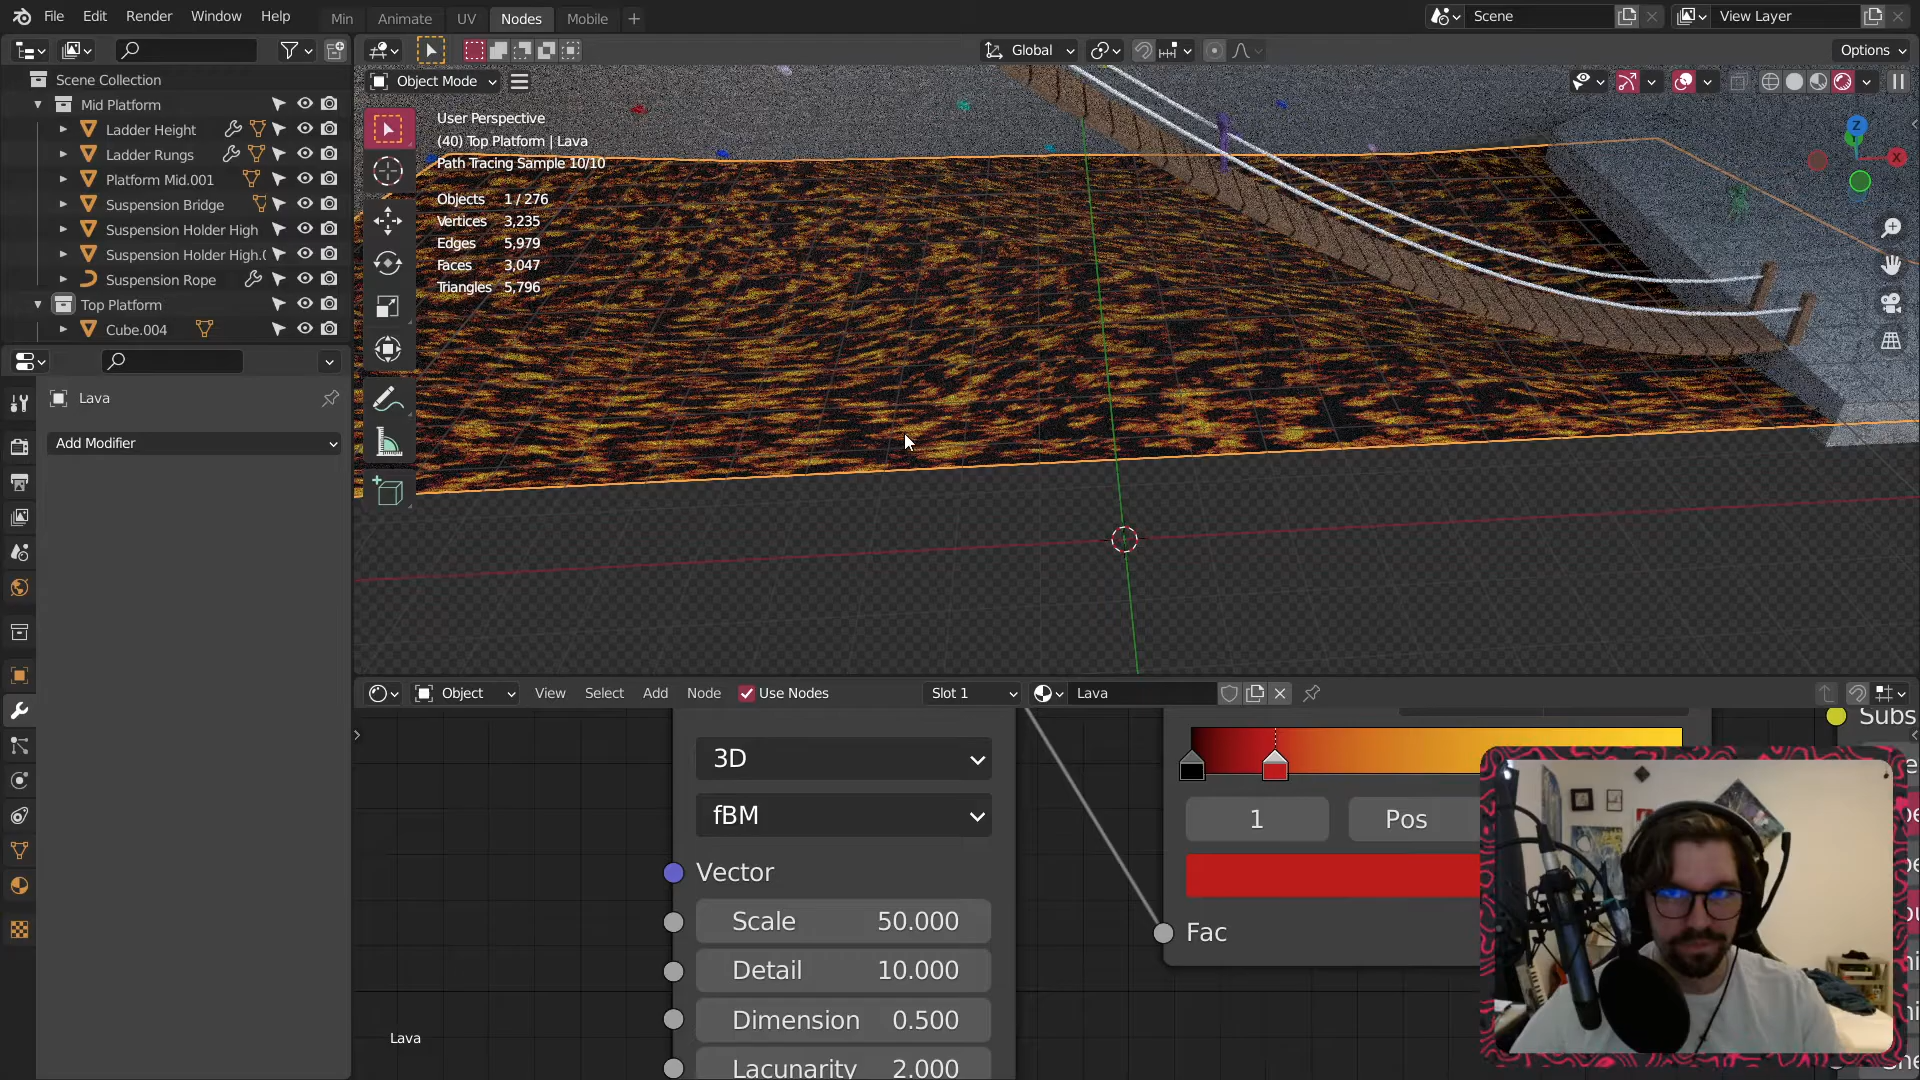 File Edit Render Window Help Min Animate UV Nodes Mobile + Scene View Layer
Global Options
Scene Collection
Mid Platform
Ladder Height
Ladder Rungs
Platform Mid.001
Suspension Bridge
Suspension Holder High
Suspension Holder High.0
Suspension Rope
Top Platform
Cube.004
Lava
Add Modifier
Object Mode
User Perspective
(40) Top Platform | Lava
Path Tracing Sample 10/10
Objects 1 / 276
Vertices 3,235
Edges 5,979
Faces 3,047
Triangles 5,796
Z
X
Object View Select Add Node Use Nodes Slot 1 Lava
3D
fBM
Vector
Scale 50.000
Detail 10.000
Dimension 0.500
Lacunarity 2.000
1 Pos
Fac
Subs
Lava